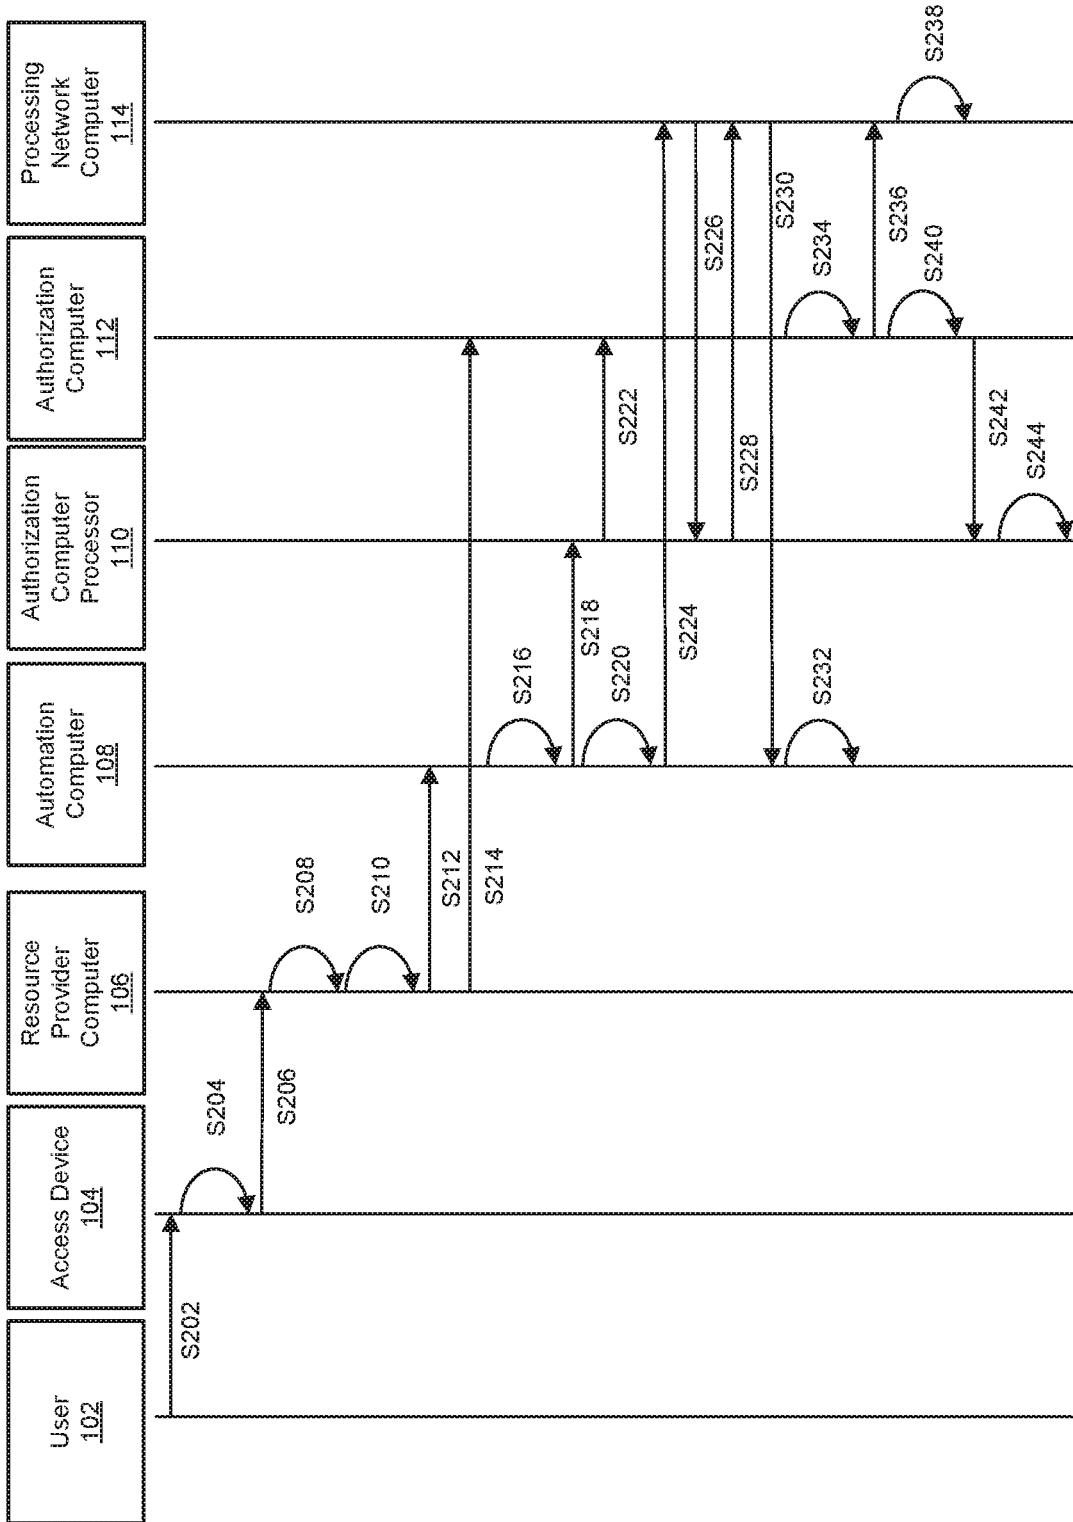 User
102
Access Device
104
Resource
Provider
Computer
106
Automation
Computer
108
Authorization
Computer
Processor
110
Authorization
Computer
112
Processing
Network
Computer
114
S202
S204
S206
S208
S210
S212
S214
S216
S218
S220
S222
S224
S226
S228
S230
S232
S234
S236
S238
S240
S242
S244